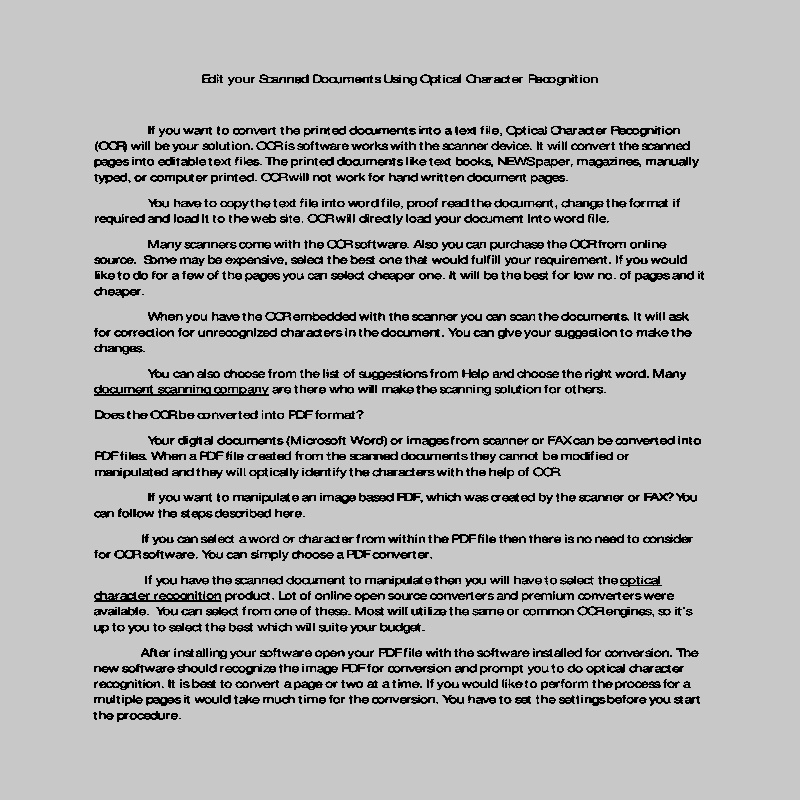 Edit your Scanned Documents Using Optical Character Recognition
If you want to convert the printed documents into a text file, Optical Character Recognition
(OCR) will be your solution. OCR is software works with the scanner device. It will convert the scanned
pages into editable text files. The printed documents like text books, NEWSpaper, magazines, manually
typed, or computer printed. OCR will not work for hand written document pages.
You have to copy the text file into word file, proof read the document, change the format if
required and load it to the web site. OCR will directly load your document into word file.
Many scanners come with the OCR software. Also you can purchase the OCR from online
source.  Some may be expensive, select the best one that would fulfill your requirement. If you would
like to do for a few of the pages you can select cheaper one. It will be the best for low no. of pages and it
cheaper.
When you have the OCR embedded with the scanner you can scan the documents. It will ask
for correction for unrecognized characters in the document. You can give your suggestion to make the
changes.
You can also choose from the list of suggestions from Help and choose the right word. Many
document scanning company are there who will make the scanning solution for others.
Does the OCR be converted into PDF format?
Your digital documents (Microsoft Word) or images from scanner or FAX can be converted into
PDF files. When a PDF file created from the scanned documents they cannot be modified or
manipulated and they will optically identify the characters with the help of OCR.
If you want to manipulate an image based PDF, which was created by the scanner or FAX? You
can follow the steps described here.
If you can select a word or character from within the PDF file then there is no need to consider
for OCR software. You can simply choose a PDF converter.
If you have the scanned document to manipulate then you will have to select the optical
character recognition product. Lot of online open source converters and premium converters were
available.  You can select from one of these. Most will utilize the same or common OCR engines, so it's
up to you to select the best which will suite your budget.
After installing your software open your PDF file with the software installed for conversion. The
new software should recognize the image PDF for conversion and prompt you to do optical character
recognition. It is best to convert a page or two at a time. If you would like to perform the process for a
multiple pages it would take much time for the conversion. You have to set the settings before you start
the procedure.